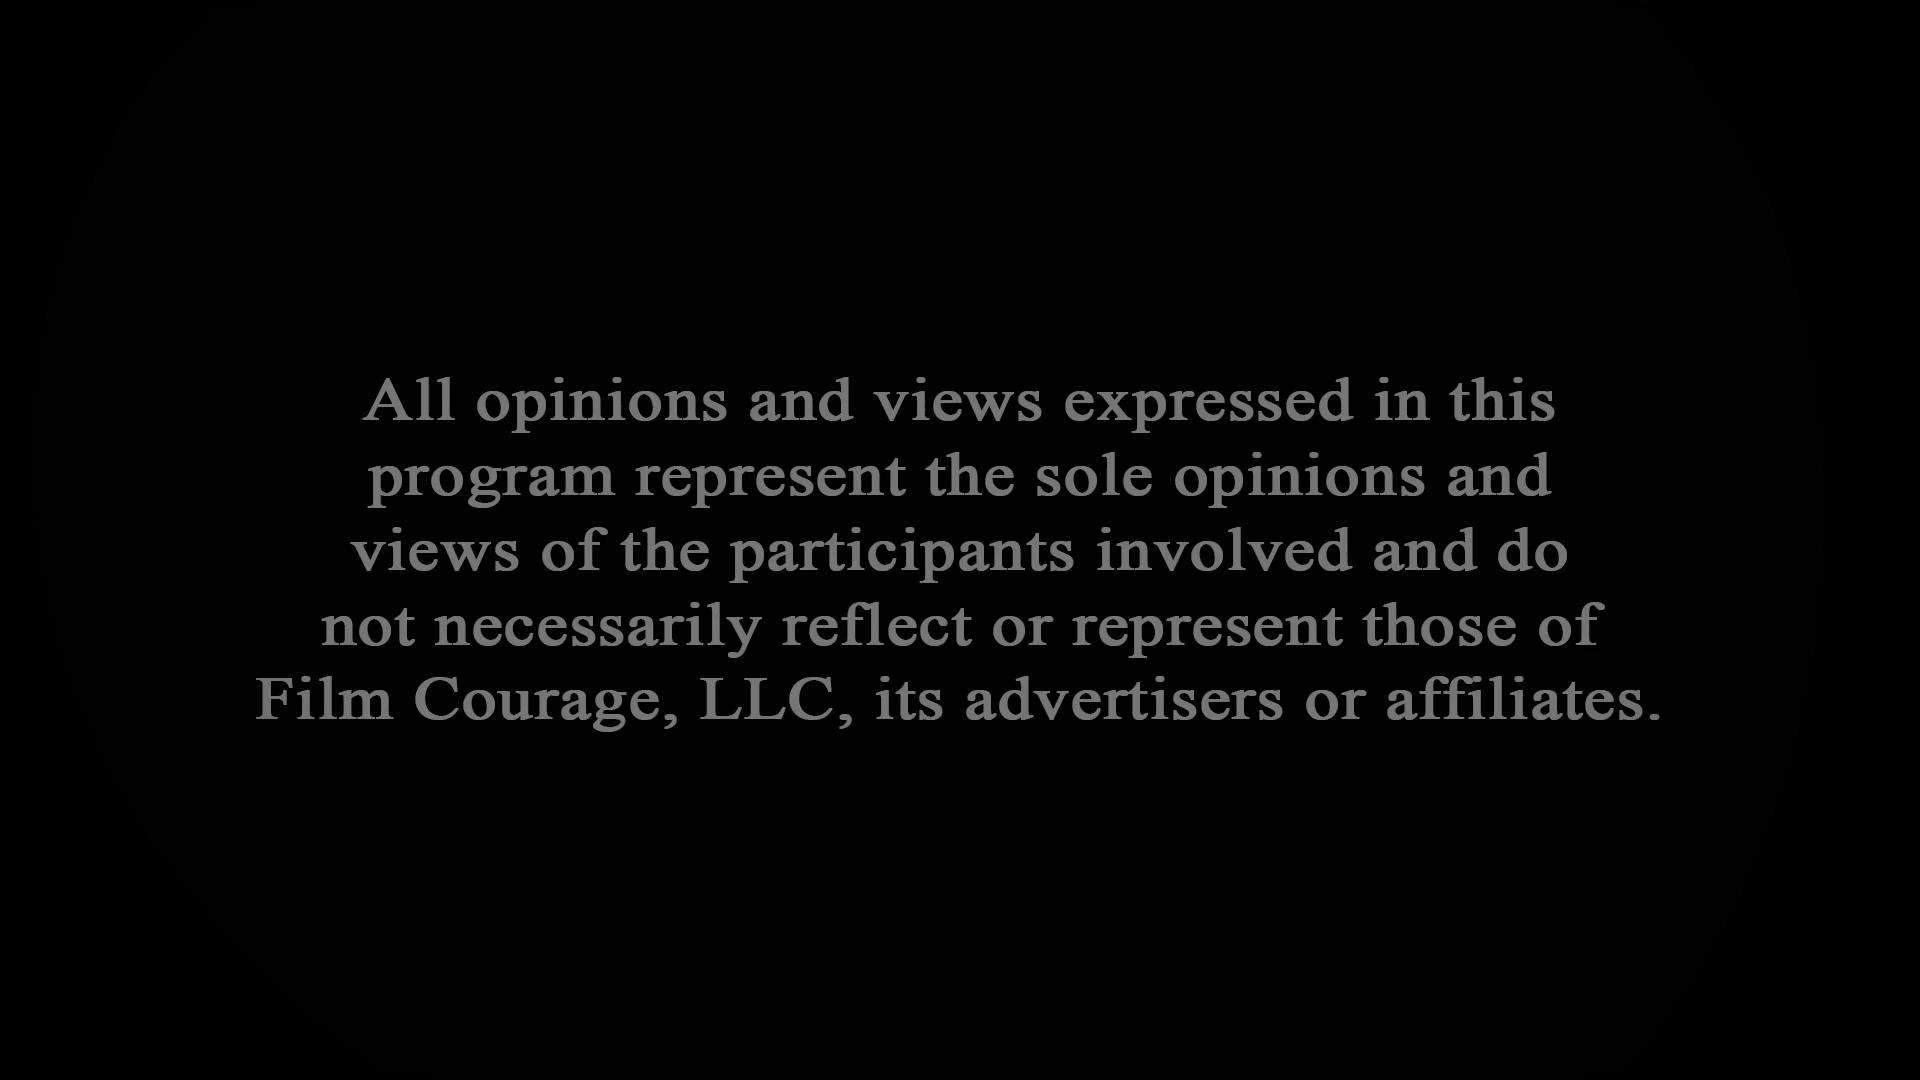 All opinions and views expressed in this
program represent the sole opinions and
views of the participants involved and do
not necessarily reflect or represent those of
Film Courage, LLC, its advertisers or affiliates.